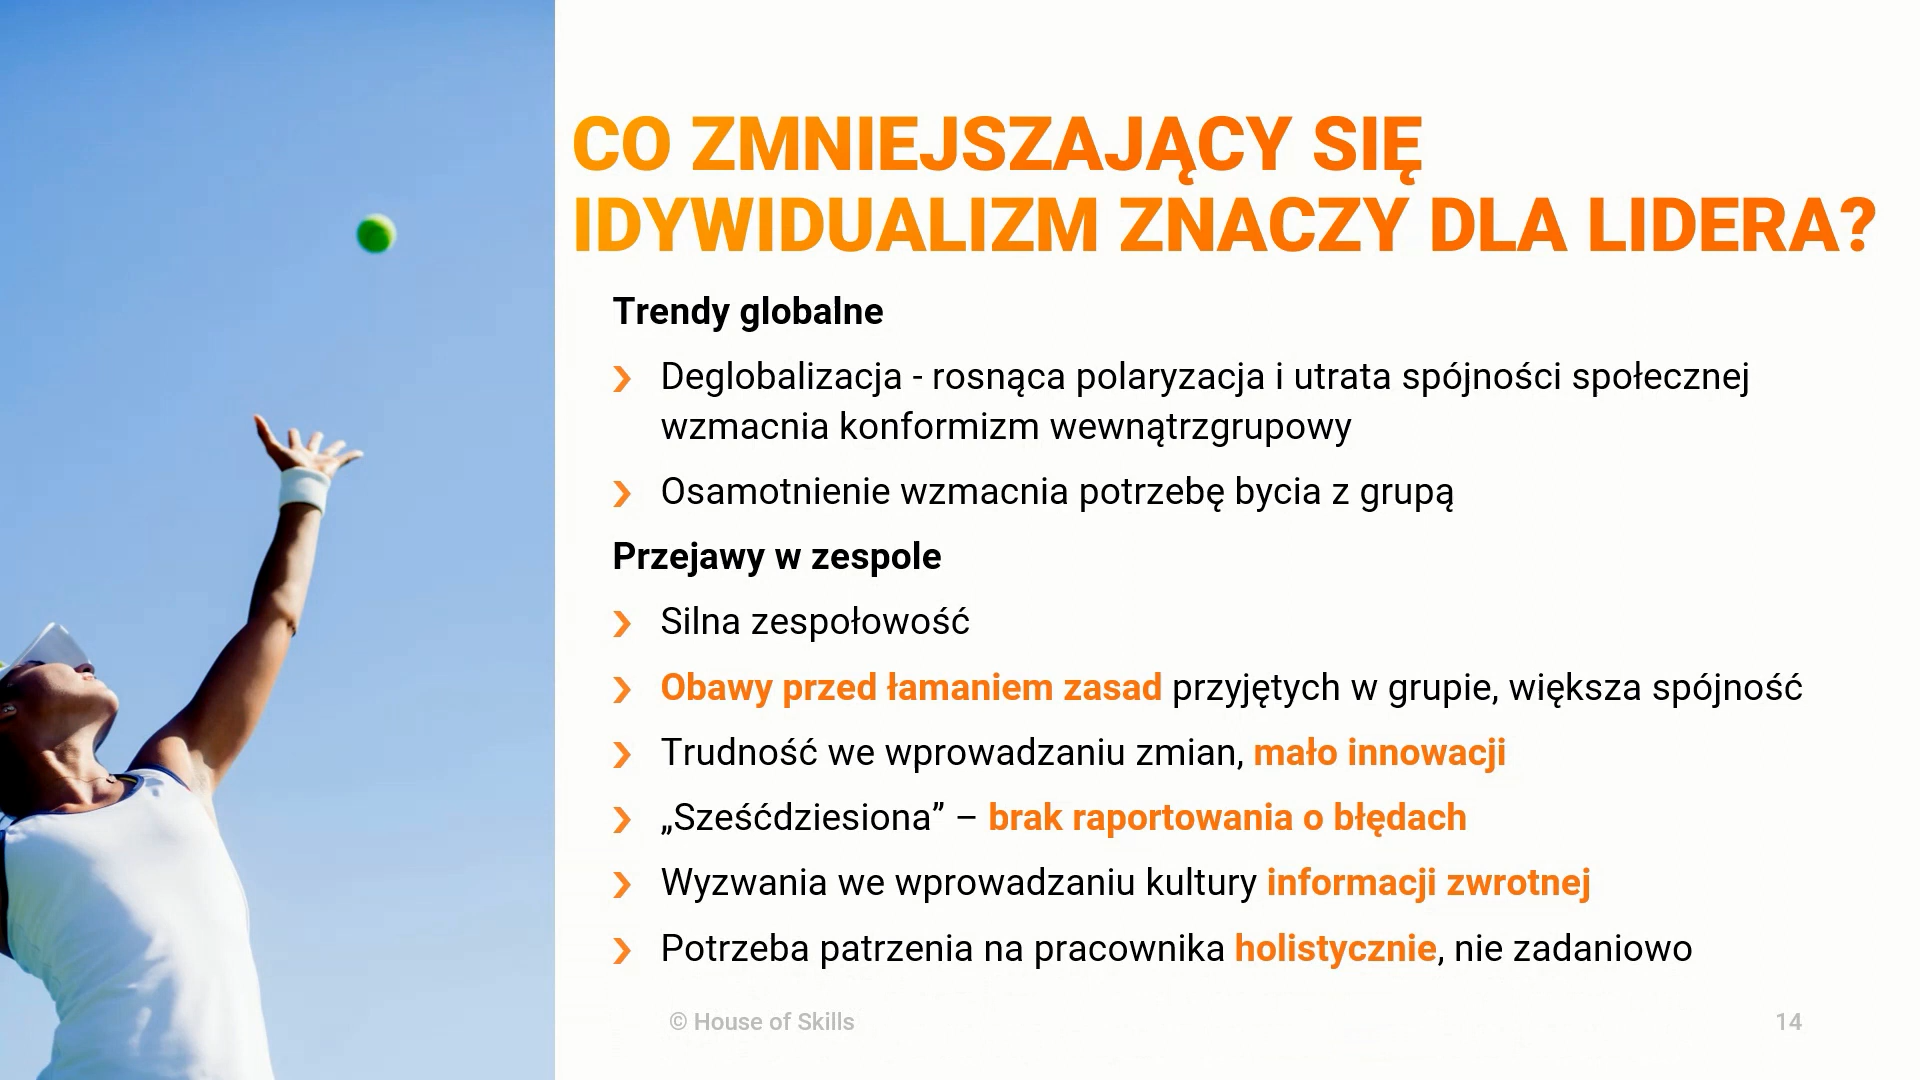 CO ZMNIEJSZAJĄCY SIĘ
IDYWIDUALIZM ZNACZY DLA LIDERA?
Trendy globalne
Deglobalizacja - rosnąca polaryzacja i utrata spójności społecznej
wzmacnia konformizm wewnątrzgrupowy
Osamotnienie wzmacnia potrzebę bycia z grupą
Przejawy w zespole
Silna zespołowość
Obawy przed łamaniem zasad przyjętych w grupie, większa spójność
Trudność we wprowadzaniu zmian, mało innowacji
„Sześćdziesiona” – brak raportowania o błędach
Wyzwania we wprowadzaniu kultury informacji zwrotnej
Potrzeba patrzenia na pracownika holistycznie, nie zadaniowo
© House of Skills
14